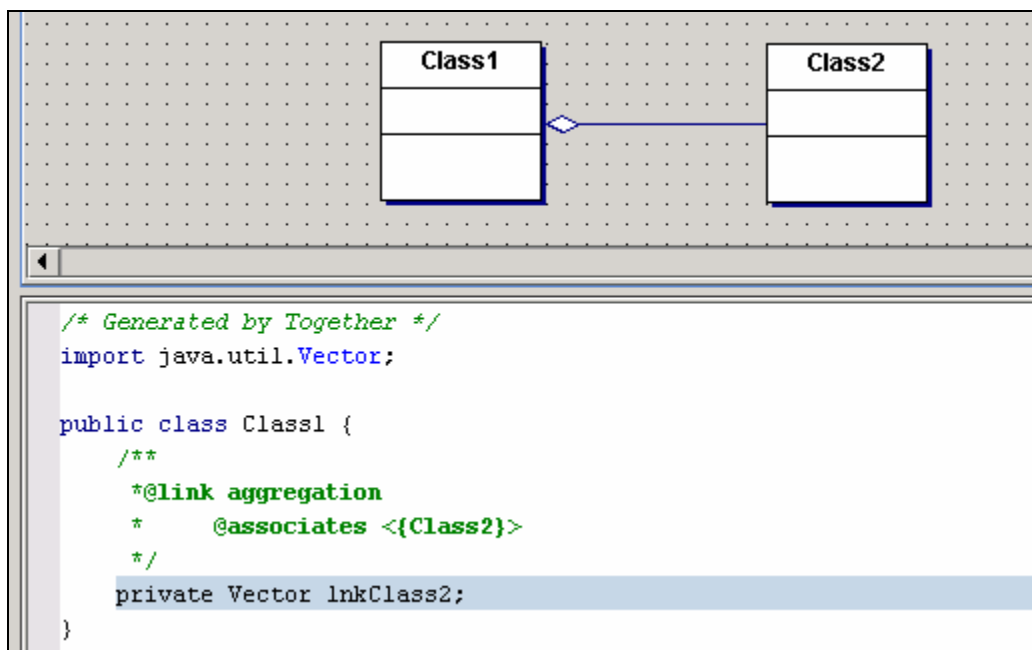 Class1 Class2
/* Generated by Together */
import java.util.Vector;
public class Class1 {
/**
*@link aggregation
* @associates <{Class2}>
*/
private Vector lnkClass2;
}